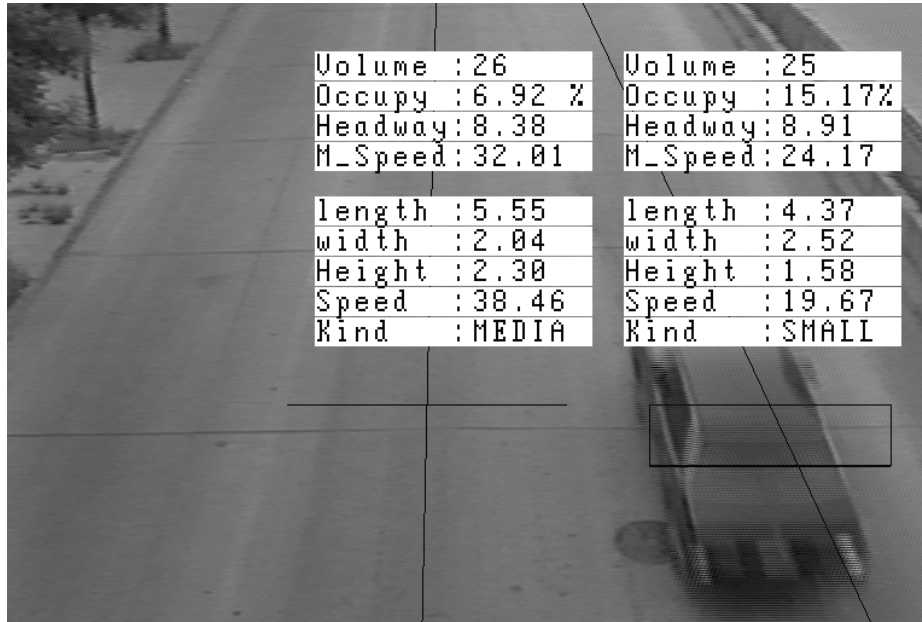 Volume :26
Occupy :6.92 %
Headway:8.38
M_Speed:32.01
length :5.55
width :2.04
Height :2.30
Speed :38.46
Kind :MEDIA
Volume :25
Occupy :15.17%
Headway:8.91
M_Speed:24.17
length :4.37
width :2.52
Height :1.58
Speed :19.67
Kind :SMALL